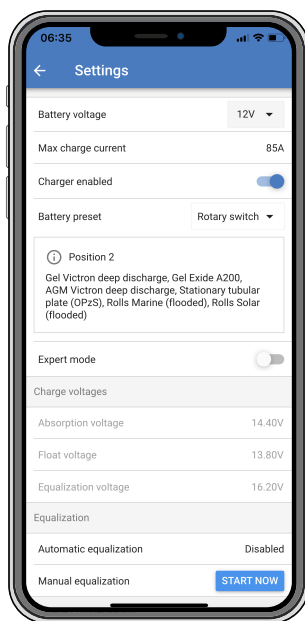 06:35
Settings
Battery voltage 12V
Max charge current 85A
Charger enabled
Battery preset Rotary switch
Position 2
Gel Victron deep discharge, Gel Exide A200,
AGM Victron deep discharge, Stationary tubular
plate (OPzS), Rolls Marine (flooded), Rolls Solar
(flooded)
Expert mode
Charge voltages
Absorption voltage 14.40V
Float voltage 13.80V
Equalization voltage 16.20V
Equalization
Automatic equalization Disabled
Manual equalization START NOW